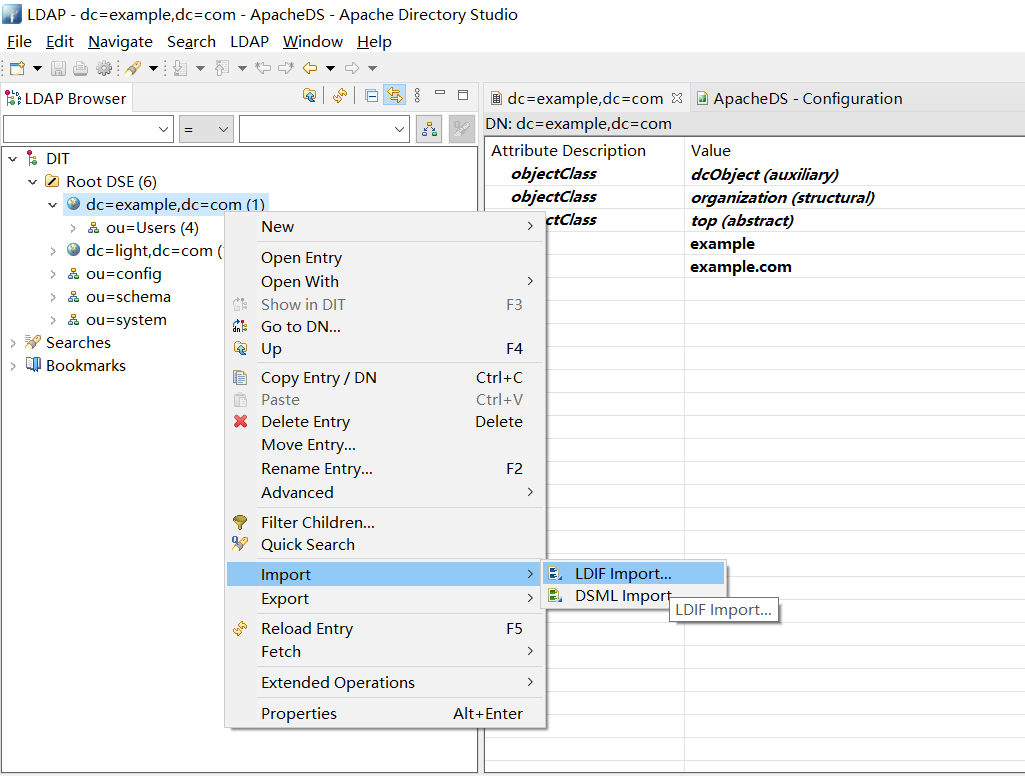 LDAP - dc=example,dc=com - ApacheDS - Apache Directory Studio
File Edit Navigate Search LDAP Window Help
LDAP Browser
=
DIT
Root DSE (6)
dc=example,dc=com (1)
ou=Users (4)
dc=light,dc=com (
ou=config
ou=schema
ou=system
Searches
Bookmarks
dc=example,dc=com
ApacheDS - Configuration
DN: dc=example,dc=com
Attribute Description Value
objectClass dcObject (auxiliary)
objectClass organization (structural)
ctClass top (abstract)
example
example.com
New
Open Entry
Open With
Show in DIT F3
Go to DN...
Up F4
Copy Entry / DN Ctrl+C
Paste Ctrl+V
Delete Entry Delete
Move Entry...
Rename Entry... F2
Advanced
Filter Children...
Quick Search
Import
Export
Reload Entry F5
Fetch
Extended Operations
Properties Alt+Enter
LDIF Import...
DSML Import
LDIF Import...